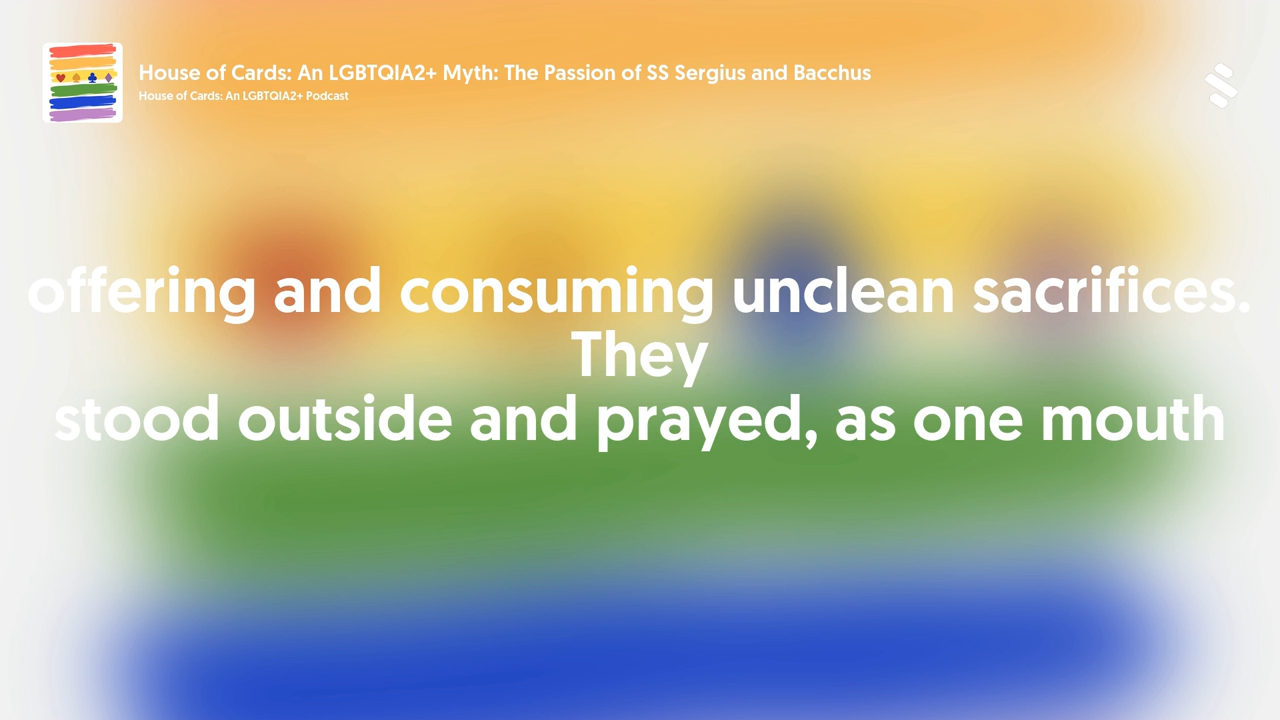 House of Cards: An LGBTQIA2+ Myth: The Passion of SS Sergius and Bacchus
House of Cards: An LGBTQIA2+ Podcast
offering and consuming unclean sacrifices.
They
stood outside and prayed, as one mouth